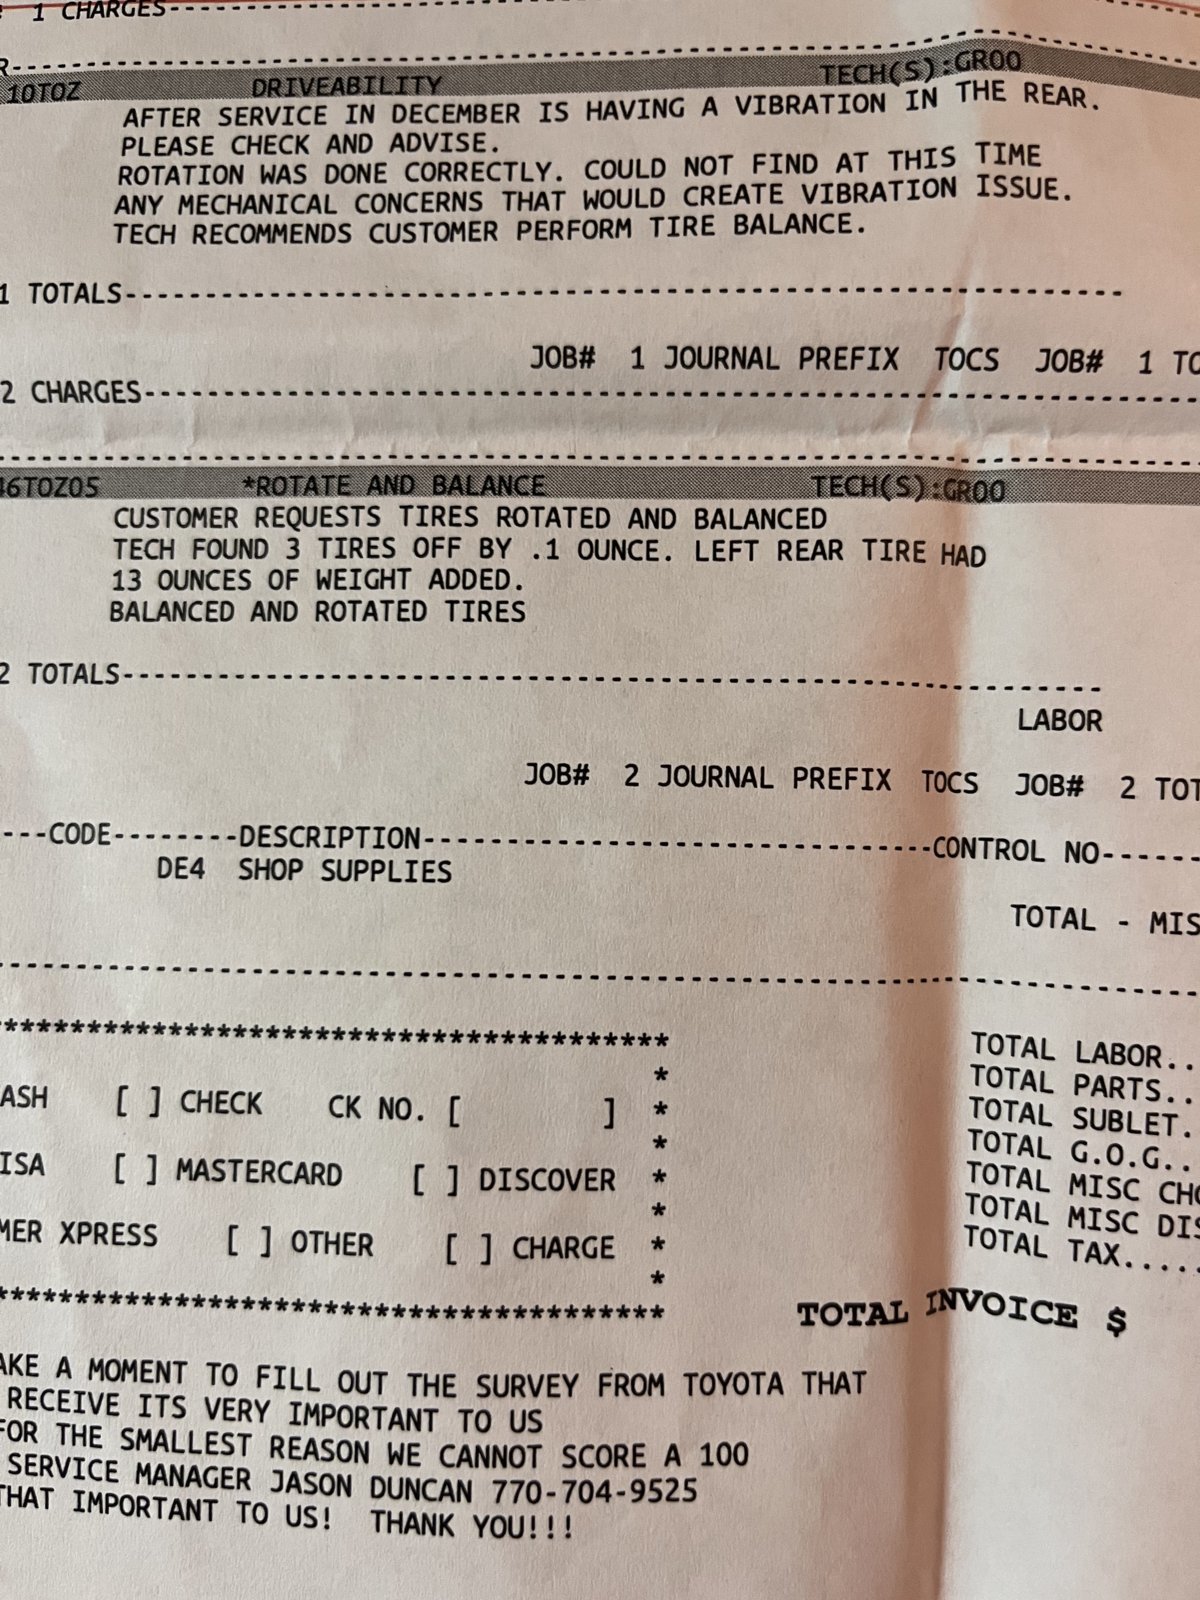 1 CHARGES
R
10TOZ DRIVEABILITY TECH(S):GROO
AFTER SERVICE IN DECEMBER IS HAVING A VIBRATION IN THE REAR.
PLEASE CHECK AND ADVISE.
ROTATION WAS DONE CORRECTLY. COULD NOT FIND AT THIS TIME
ANY MECHANICAL CONCERNS THAT WOULD CREATE VIBRATION ISSUE.
TECH RECOMMENDS CUSTOMER PERFORM TIRE BALANCE.
1 TOTALS
JOB# 1 JOURNAL PREFIX TOCS JOB# 1 TO
2 CHARGES
46TOZ05 *ROTATE AND BALANCE TECH(S):GROO
CUSTOMER REQUESTS TIRES ROTATED AND BALANCED
TECH FOUND 3 TIRES OFF BY .1 OUNCE. LEFT REAR TIRE HAD
13 OUNCES OF WEIGHT ADDED.
BALANCED AND ROTATED TIRES
2 TOTALS
LABOR
JOB# 2 JOURNAL PREFIX TOCS JOB# 2 TOT
---CODE--------DESCRIPTION-------------------------------CONTROL NO------
DE4 SHOP SUPPLIES
TOTAL - MIS
****************************************
*
ASH [ ] CHECK CK NO. [ ] *
*
ISA [ ] MASTERCARD [ ] DISCOVER *
*
MER XPRESS [ ] OTHER [ ] CHARGE *
*
****************************************
TOTAL LABOR..
TOTAL PARTS..
TOTAL SUBLET.
TOTAL G.O.G..
TOTAL MISC CHG
TOTAL MISC DIS
TOTAL TAX.....
TOTAL INVOICE $
AKE A MOMENT TO FILL OUT THE SURVEY FROM TOYOTA THAT
RECEIVE ITS VERY IMPORTANT TO US
FOR THE SMALLEST REASON WE CANNOT SCORE A 100
SERVICE MANAGER JASON DUNCAN 770-704-9525
THAT IMPORTANT TO US! THANK YOU!!!